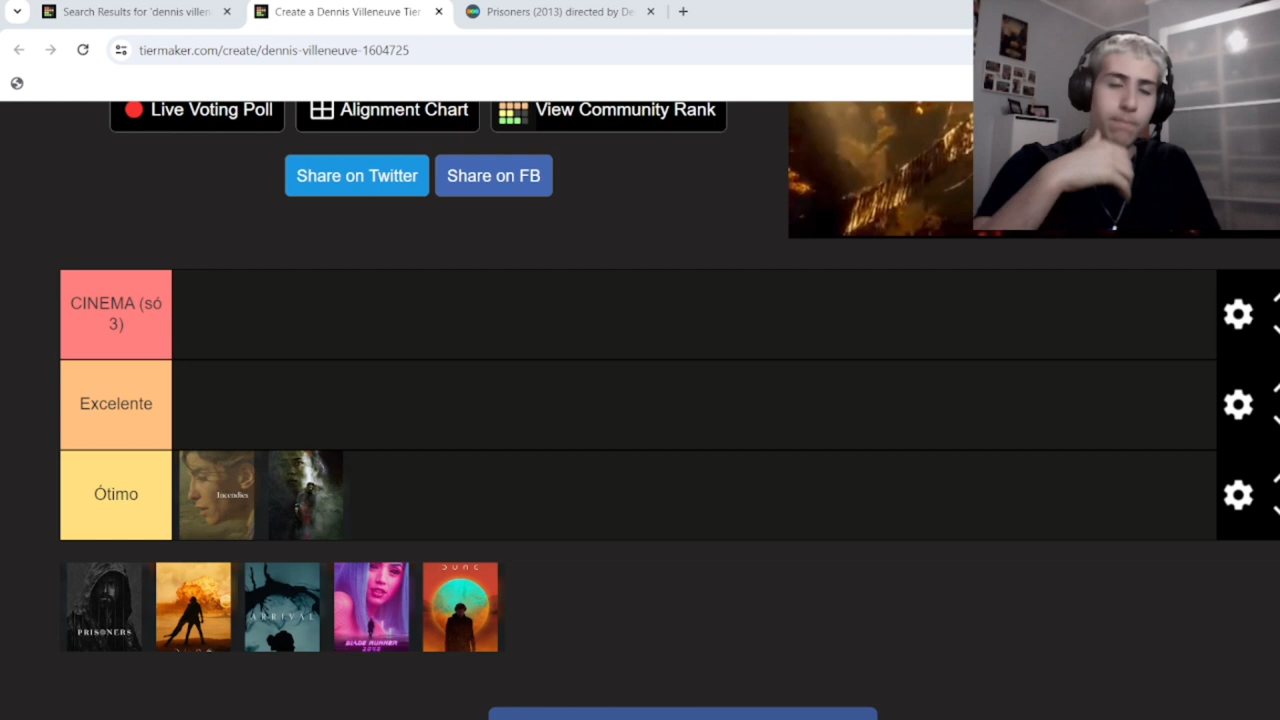 Search Results for 'dennis villen
Create a Dennis Villeneuve Tier
Prisoners (2013) directed by De
tiermaker.com/create/dennis-villeneuve-1604725
Live Voting Poll
Alignment Chart
View Community Rank
Share on Twitter
Share on FB
CINEMA (só
3)
Excelente
Ótimo
Incendies
PRISONERS
ARRIVAL
BLADE RUNNER
2049
DUNE